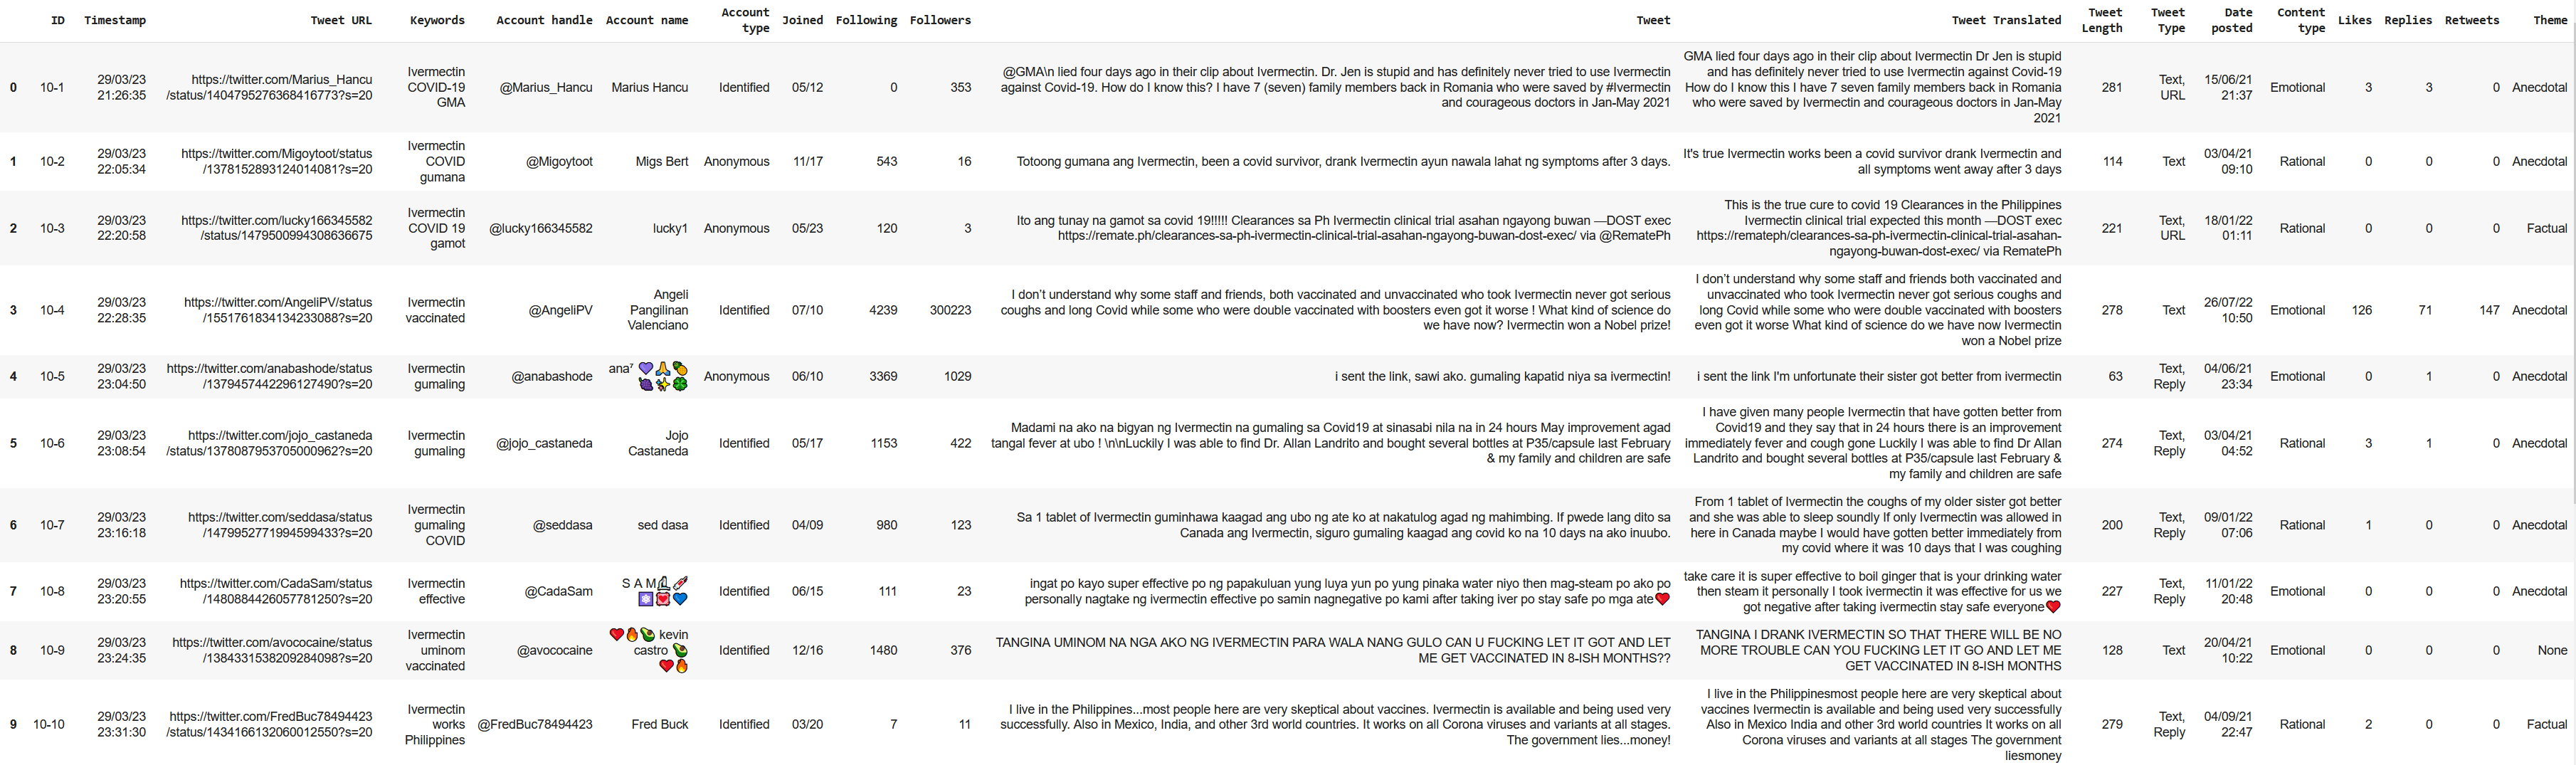 ID Timestamp Tweet URL Keywords Account handle Account name Account type Joined Following Followers Tweet Tweet Translated Tweet Length Tweet Type Date posted Content type Likes Replies Retweets Theme
0 10-1 29/03/23 21:26:35 https://twitter.com/Marius_Hancu /status/1404795276368416773?s=20 Ivermectin COVID-19 GMA @Marius_Hancu Marius Hancu Identified 05/12 0 353 @GMA\n lied four days ago in their clip about Ivermectin. Dr. Jen is stupid and has definitely never tried to use Ivermectin against Covid-19. How do I know this? I have 7 (seven) family members back in Romania who were saved by #Ivermectin and courageous doctors in Jan-May 2021 GMA lied four days ago in their clip about Ivermectin Dr Jen is stupid and has definitely never tried to use Ivermectin against Covid-19 How do I know this I have 7 seven family members back in Romania who were saved by Ivermectin and courageous doctors in Jan-May 2021 281 Text, URL 15/06/21 21:37 Emotional 3 3 0 Anecdotal
1 10-2 29/03/23 22:05:34 https://twitter.com/Migoytoot/status /1378152893124014081?s=20 Ivermectin COVID gumana @Migoytoot Migs Bert Anonymous 11/17 543 16 Totoong gumana ang Ivermectin, been a covid survivor, drank Ivermectin ayun nawala lahat ng symptoms after 3 days. It's true Ivermectin works been a covid survivor drank Ivermectin and all symptoms went away after 3 days 114 Text 03/04/21 09:10 Rational 0 0 0 Anecdotal
2 10-3 29/03/23 22:20:58 https://twitter.com/lucky166345582 /status/1479500994308636675 Ivermectin COVID 19 gamot @lucky166345582 lucky1 Anonymous 05/23 120 3 Ito ang tunay na gamot sa covid 19!!!!! Clearances sa Ph Ivermectin clinical trial asahan ngayong buwan —DOST exec https://remate.ph/clearances-sa-ph-ivermectin-clinical-trial-asahan-ngayong-buwan-dost-exec/ via @RematePh This is the true cure to covid 19 Clearances in the Philippines Ivermectin clinical trial expected this month —DOST exec https://remateph/clearances-sa-ph-ivermectin-clinical-trial-asahan-ngayong-buwan-dost-exec/ via RematePh 221 Text, URL 18/01/22 01:11 Rational 0 0 0 Factual
3 10-4 29/03/23 22:28:35 https://twitter.com/AngeliPV/status /1551761834134233088?s=20 Ivermectin vaccinated @AngeliPV Angeli Pangilinan Valenciano Identified 07/10 4239 300223 I don’t understand why some staff and friends, both vaccinated and unvaccinated who took Ivermectin never got serious coughs and long Covid while some who were double vaccinated with boosters even got it worse ! What kind of science do we have now? Ivermectin won a Nobel prize! I don’t understand why some staff and friends both vaccinated and unvaccinated who took Ivermectin never got serious coughs and long Covid while some who were double vaccinated with boosters even got it worse What kind of science do we have now Ivermectin won a Nobel prize 278 Text 26/07/22 10:50 Emotional 126 71 147 Anecdotal
4 10-5 29/03/23 23:04:50 https://twitter.com/anabashode/status /1379457442296127490?s=20 Ivermectin gumaling @anabashode ana⁷ 💜🙏🍋🍇✨🍀 Anonymous 06/10 3369 1029 i sent the link, sawi ako. gumaling kapatid niya sa ivermectin! i sent the link I'm unfortunate their sister got better from ivermectin 63 Text, Reply 04/06/21 23:34 Emotional 0 1 0 Anecdotal
5 10-6 29/03/23 23:08:54 https://twitter.com/jojo_castaneda /status/1378087953705000962?s=20 Ivermectin gumaling @jojo_castaneda Jojo Castaneda Identified 05/17 1153 422 Madami na ako na bigyan ng Ivermectin na gumaling sa Covid19 at sinasabi nila na in 24 hours May improvement agad tangal fever at ubo ! \n\nLuckily I was able to find Dr. Allan Landrito and bought several bottles at P35/capsule last February & my family and children are safe I have given many people Ivermectin that have gotten better from Covid19 and they say that in 24 hours there is an improvement immediately fever and cough gone Luckily I was able to find Dr Allan Landrito and bought several bottles at P35/capsule last February & my family and children are safe 274 Text, Reply 03/04/21 04:52 Rational 3 1 0 Anecdotal
6 10-7 29/03/23 23:16:18 https://twitter.com/seddasa/status /1479952771994599433?s=20 Ivermectin gumaling COVID @seddasa sed dasa Identified 04/09 980 123 Sa 1 tablet of Ivermectin guminhawa kaagad ang ubo ng ate ko at nakatulog agad ng mahimbing. If pwede lang dito sa Canada ang Ivermectin, siguro gumaling kaagad ang covid ko na 10 days na ako inuubo. From 1 tablet of Ivermectin the coughs of my older sister got better and she was able to sleep soundly If only Ivermectin was allowed in here in Canada maybe I would have gotten better immediately from my covid where it was 10 days that I was coughing 200 Text, Reply 09/01/22 07:06 Rational 1 0 0 Anecdotal
7 10-8 29/03/23 23:20:55 https://twitter.com/CadaSam/status /1480884426057781250?s=20 Ivermectin effective @CadaSam S A M Identified 06/15 111 23 ingat po kayo super effective po ng papakuluan yung luya yun po yung pinaka water niyo then mag-steam po ako po personally nagtake ng ivermectin effective po samin nagnegative po kami after taking iver po stay safe po mga ate❤️ take care it is super effective to boil ginger that is your drinking water then steam it personally I took ivermectin it was effective for us we got negative after taking ivermectin stay safe everyone❤️ 227 Text, Reply 11/01/22 20:48 Emotional 0 0 0 Anecdotal
8 10-9 29/03/23 23:24:35 https://twitter.com/avococaine/status /1384331538209284098?s=20 Ivermectin uminom vaccinated @avococaine ❤️🔥🥑 kevin castro 🥑❤️🔥 Identified 12/16 1480 376 TANGINA UMINOM NA NGA AKO NG IVERMECTIN PARA WALA NANG GULO CAN U FUCKING LET IT GOT AND LET ME GET VACCINATED IN 8-ISH MONTHS?? TANGINA I DRANK IVERMECTIN SO THAT THERE WILL BE NO MORE TROUBLE CAN YOU FUCKING LET IT GO AND LET ME GET VACCINATED IN 8-ISH MONTHS 128 Text 20/04/21 10:22 Emotional 0 0 0 None
9 10-10 29/03/23 23:31:30 https://twitter.com/FredBuc78494423 /status/1434166132060012550?s=20 Ivermectin works Philippines @FredBuc78494423 Fred Buck Identified 03/20 7 11 I live in the Philippines...most people here are very skeptical about vaccines. Ivermectin is available and being used very successfully. Also in Mexico, India, and other 3rd world countries. It works on all Corona viruses and variants at all stages. The government lies...money! I live in the Philippinesmost people here are very skeptical about vaccines Ivermectin is available and being used very successfully Also in Mexico India and other 3rd world countries It works on all Corona viruses and variants at all stages The government liesmoney 279 Text, Reply 04/09/21 22:47 Rational 2 0 0 Factual